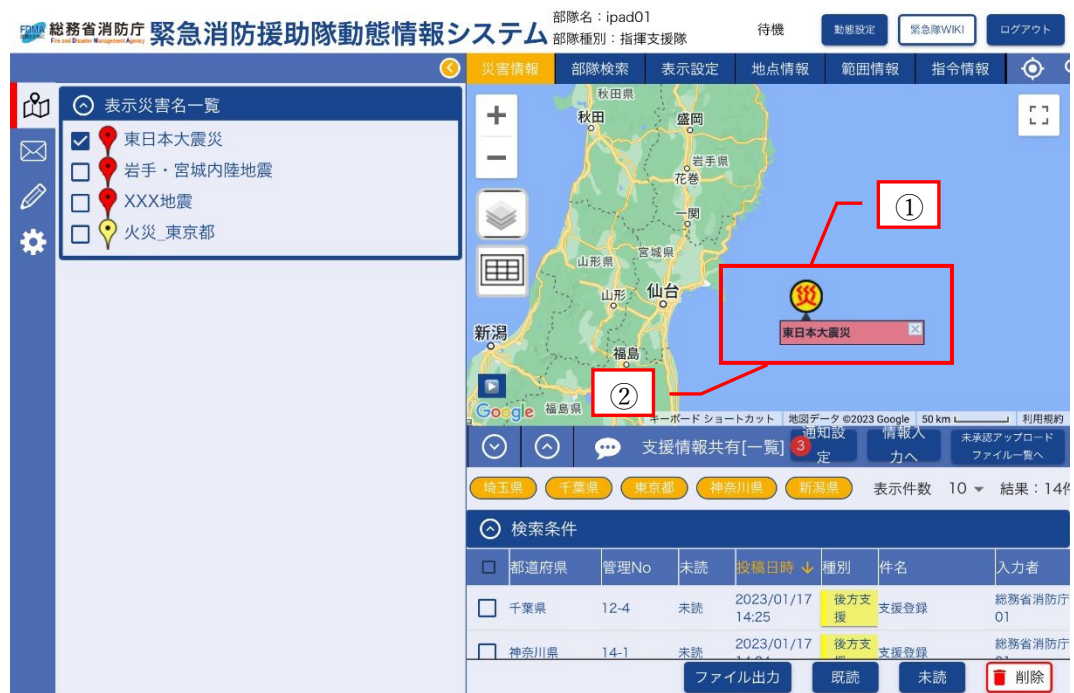 FDMA 総務省消防庁
Fire and Disaster Management Agency
緊急消防援助隊動態情報システム
部隊名：ipad01
部隊種別：指揮支援隊
待機
動態設定
緊急隊WIKI
ログアウト
災害情報 部隊検索 表示設定 地点情報 範囲情報 指令情報
表示災害名一覧
東日本大震災
岩手・宮城内陸地震
XXX地震
火災_東京都
秋田県
秋田
盛岡
岩手県
花巻
一関
宮城県
山形県
山形
仙台
新潟
福島
福島県
①
東日本大震災
②
Google
キーボード ショートカット 地図データ ©2023 Google 50 km 利用規約
支援情報共有[一覧]
3
通知設定
情報入力へ
未承認アップロード
ファイル一覧へ
埼玉県 千葉県 東京都 神奈川県 新潟県 表示件数 10 結果：14件
検索条件
都道府県 管理No 未読 投稿日時 ↓ 種別 件名 入力者
千葉県 12-4 未読 2023/01/17 14:25 後方支援 支援登録 総務省消防庁01
神奈川県 14-1 未読 2023/01/17 後方支 支援登録 総務省消防庁
ファイル出力 既読 未読 削除